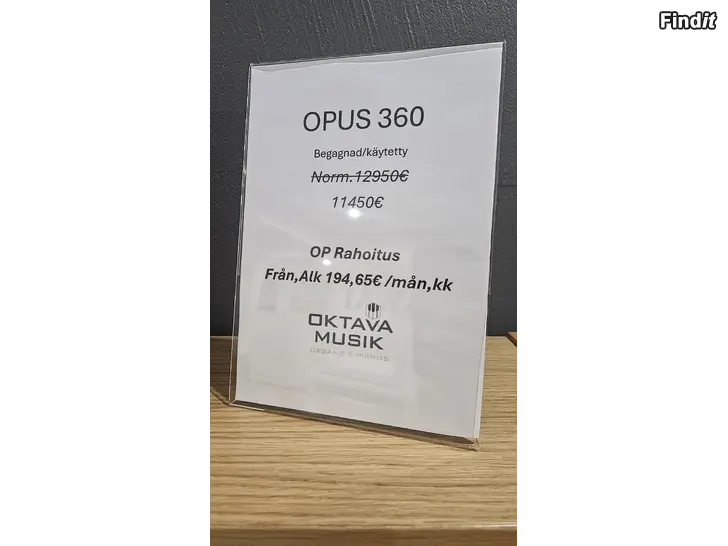 Findit
OPUS 360
Begagnad/käytetty
Norm.12950€
11450€
OP Rahoitus
Från,Alk 194,65€ /mån,kk
OKTAVA
MUSIK
ORGANS & PIANOS